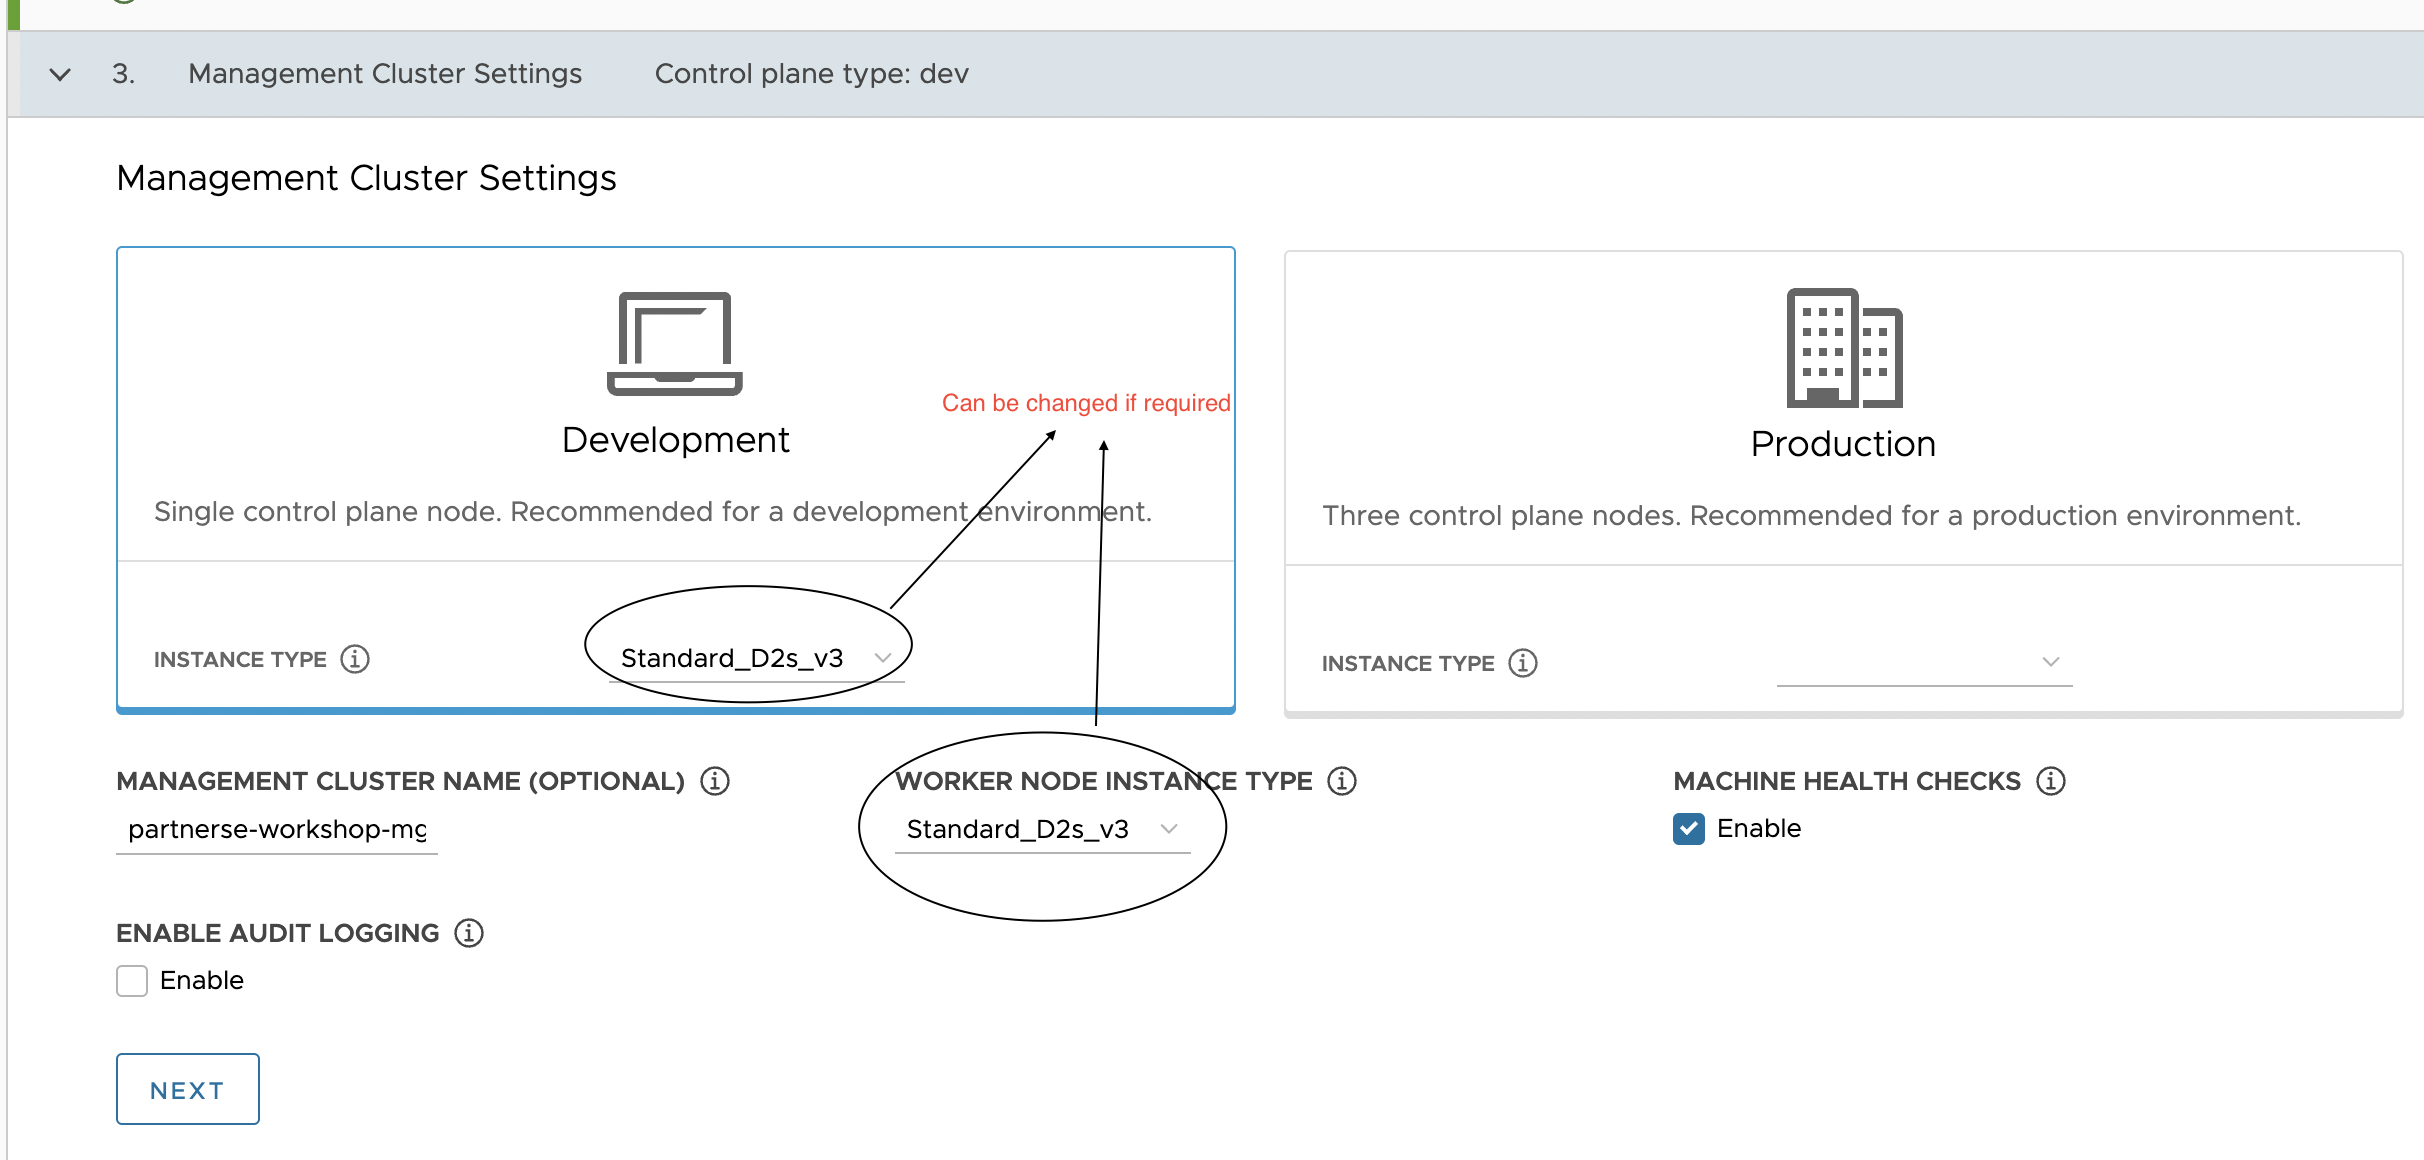 3. Management Cluster Settings Control plane type: dev
Management Cluster Settings
Can be changed if required
Development
Single control plane node. Recommended for a development environment.
INSTANCE TYPE Standard_D2s_v3
Production
Three control plane nodes. Recommended for a production environment.
INSTANCE TYPE
MANAGEMENT CLUSTER NAME (OPTIONAL)
partnerse-workshop-mg
WORKER NODE INSTANCE TYPE
Standard_D2s_v3
MACHINE HEALTH CHECKS
Enable
ENABLE AUDIT LOGGING
Enable
NEXT